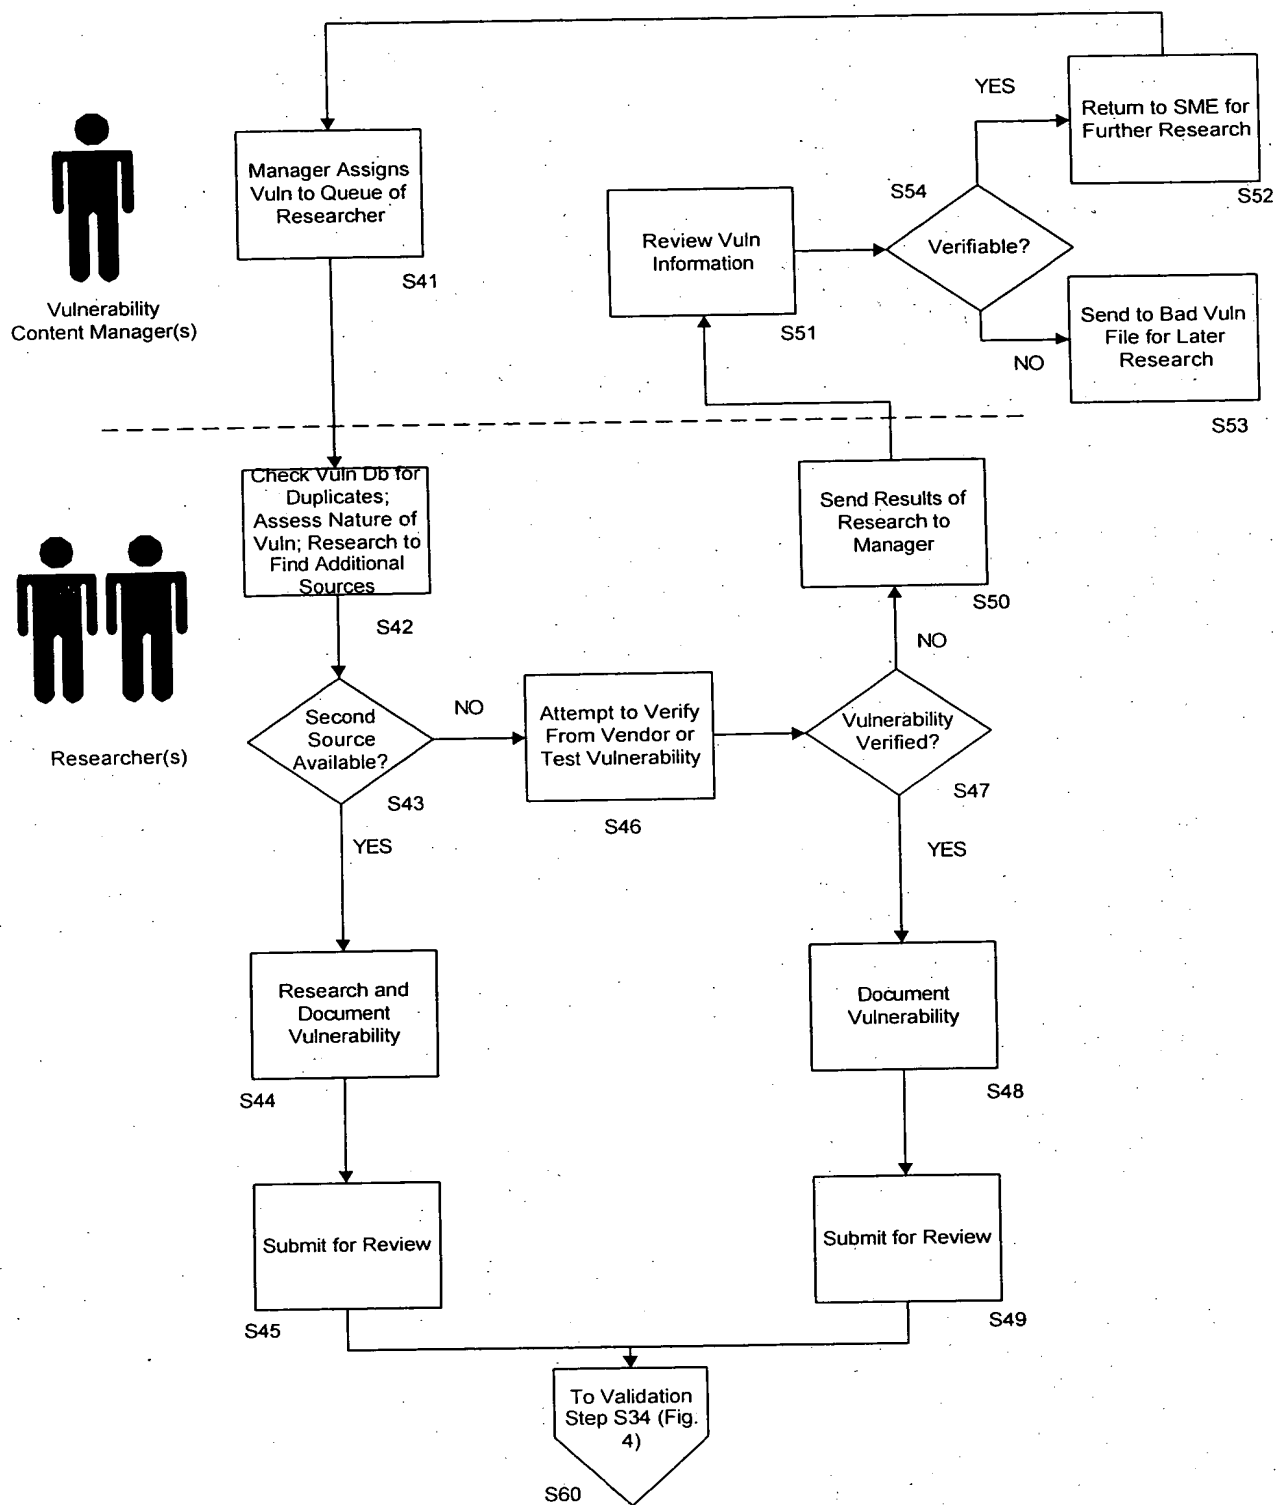 YES
Return to SME for
Further Research
S52
Manager Assigns
Vuln to Queue of
Researcher
S41
Vulnerability
Content Manager(s)
S54
Verifiable?
Review Vuln
Information
S51
Send to Bad Vuln
File for Later
Research
NO
S53
Check Vuln Db for
Duplicates;
Assess Nature of
Vuln; Research to
Find Additional
Sources
S42
Send Results of
Research to
Manager
S50
NO
Researcher(s)
Second
Source
Available?
S43
NO
Attempt to Verify
From Vendor or
Test Vulnerability
S46
Vulnerability
Verified?
S47
YES
YES
Research and
Document
Vulnerability
S44
Document
Vulnerability
S48
Submit for Review
S45
Submit for Review
S49
To Validation
Step S34 (Fig.
4)
S60